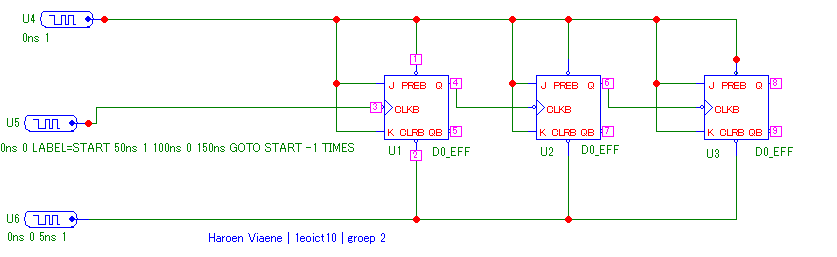 U4
0ns 1
1
J PREB Q 4
3 CLKB
K CLRB QB 5
U1 2 D0_EFF
J PREB Q 6
CLKB
K CLRB QB 7
U2 D0_EFF
J PREB Q 8
CLKB
K CLRB QB 9
U3 D0_EFF
U5
0ns 0 LABEL=START 50ns 1 100ns 0 150ns GOTO START -1 TIMES
U6
0ns 0 5ns 1
Haroen Viaene | 1eoict10 | groep 2